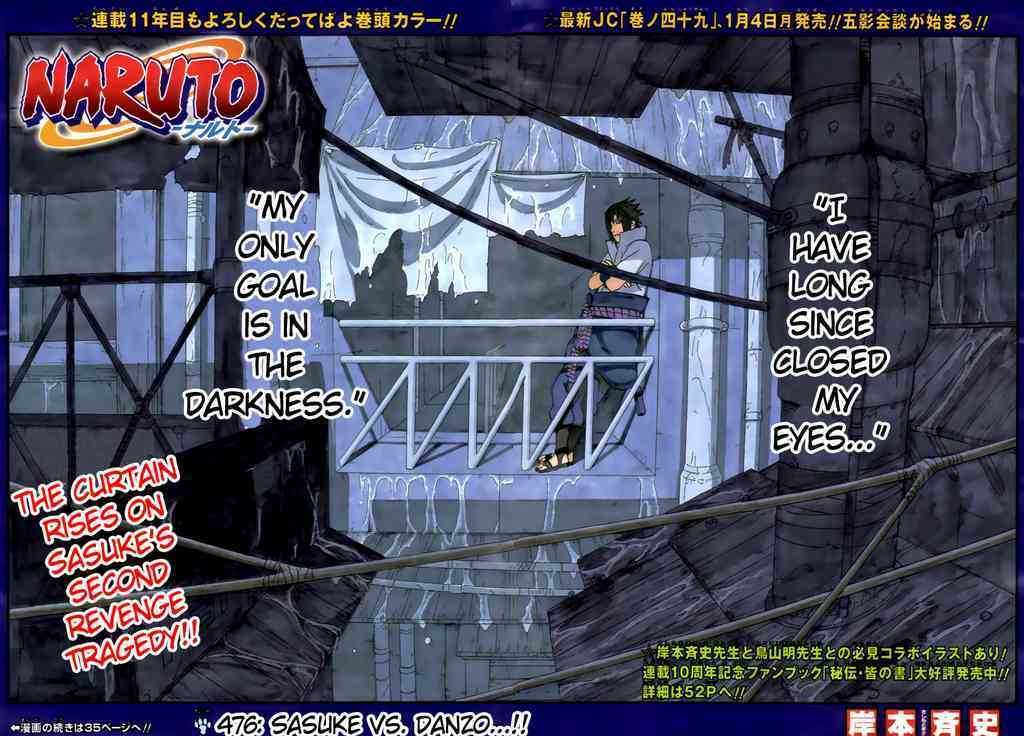 ☆連載11年目もよろしくだってばよ巻頭カラー!!
☆最新JC「巻ノ四十九」、1月4日月発売!!五影会談が始まる!!
NARUTO
-ナルト-
"I
HAVE
LONG
SINCE
CLOSED
MY
EYES..."
"MY
ONLY
GOAL
IS IN
THE
DARKNESS."
THE CURTAIN
RISES ON
SASUKE'S
SECOND
REVENGE
TRAGEDY!!
☆岸本斉史先生と鳥山明先生との必見コラボイラストあり!
連載10周年記念ファンブック「秘伝・皆の書」大好評発売中!!
詳細は52Pへ!!
←漫画の続きは35ページへ!!
476: SASUKE VS. DANZO...!!
岸本斉史